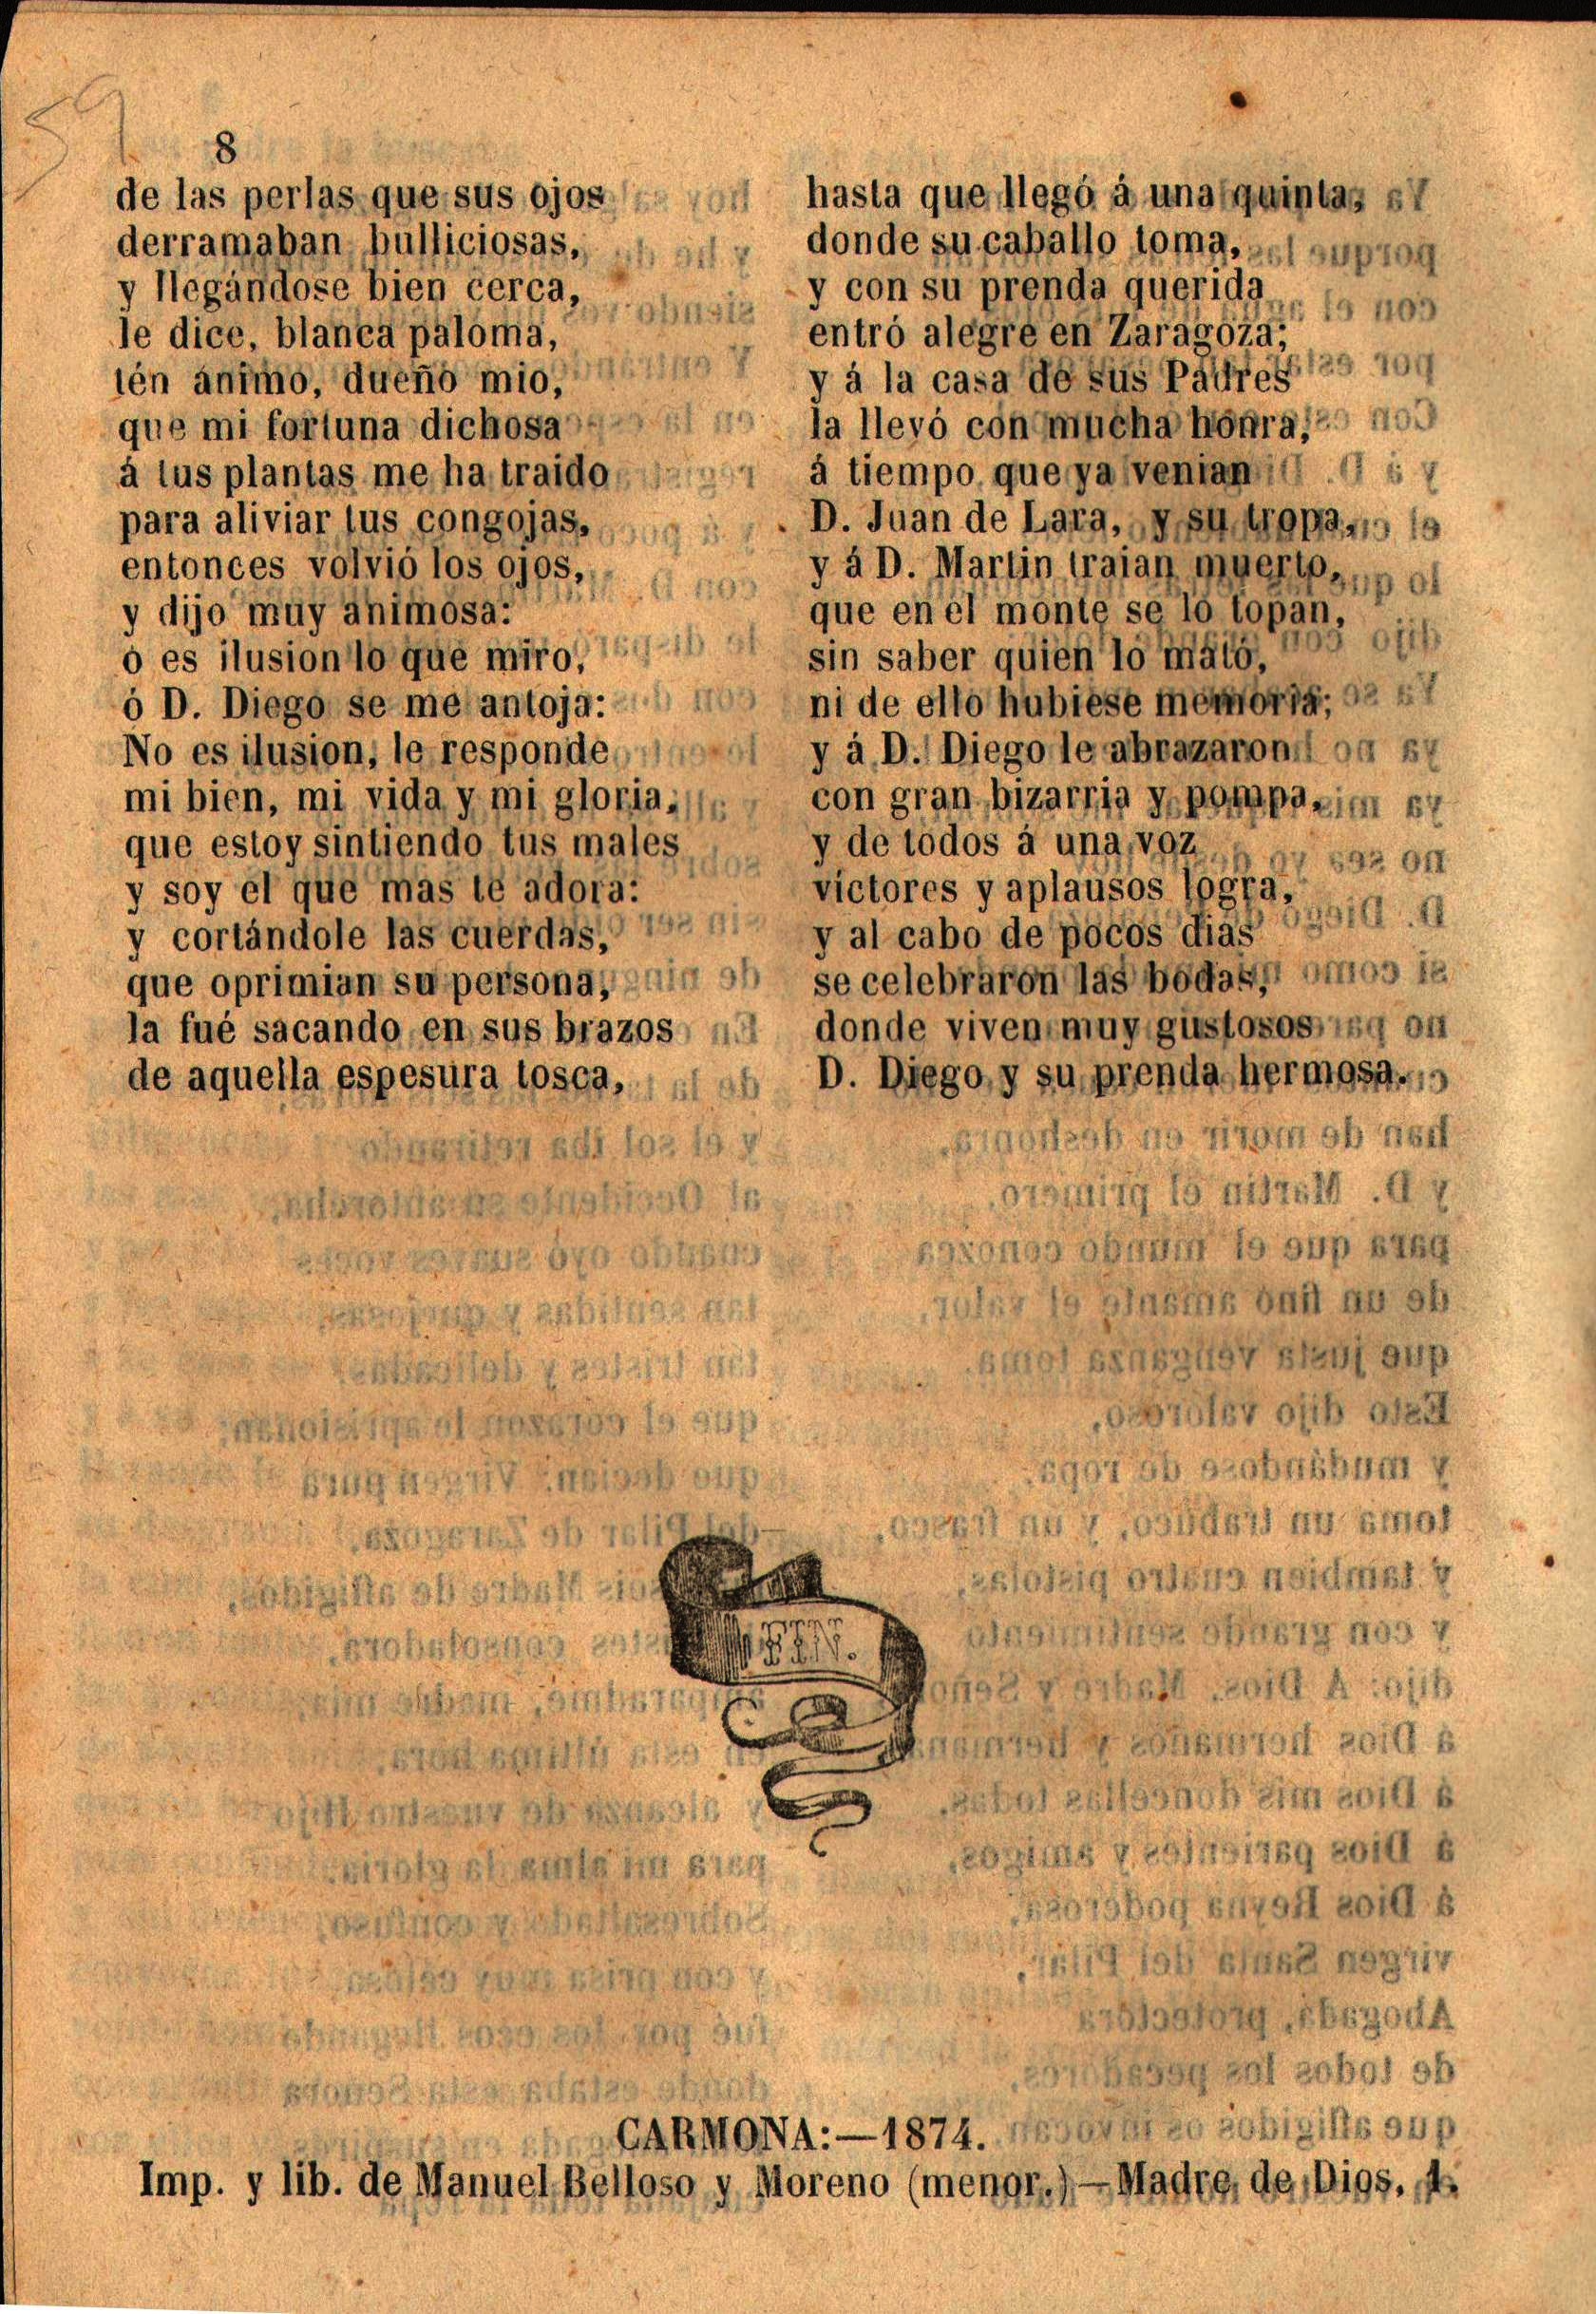 8
de las perlas que sus ojos
derramaban bulliciosas,
y llegándose bien cerca,
le dice, blanca paloma,
tén ánimo, dueño mio,
que mi fortuna dichosa
á tus plantas me ha traido
para aliviar tus congojas,
entonces volvió los ojos,
y dijo muy animosa:
ó es ilusion lo que miro,
ó D. Diego se me antoja:
No es ilusion, le responde
mi bien, mi vida y mi gloria,
que estoy sintiendo tus males
y soy el que mas te adora:
y cortándole las cuerdas,
que oprimian su persona,
la fué sacando en sus brazos
de aquella espesura tosca,
hasta que llegó á una quinta,
donde su caballo toma,
y con su prenda querida
entró alegre en Zaragoza;
y á la casa de sus Padres
la llevó con mucha honra,
á tiempo que ya venian
D. Juan de Lara, y su tropa,
y á D. Martin traian muerto,
que en el monte se lo topan,
sin saber quien lo mató,
ni de ello hubiese memoria;
y á D. Diego le abrazaron
con gran bizarria y pompa,
y de todos á una voz
victores y aplausos logra,
y al cabo de pocos dias
se celebraron las bodas,
donde viven muy gustosos
D. Diego y su prenda hermosa.
FIN.
CARMONA:—1874.
Imp. y lib. de Manuel Belloso y Moreno (menor.)—Madre de Dios, 1.